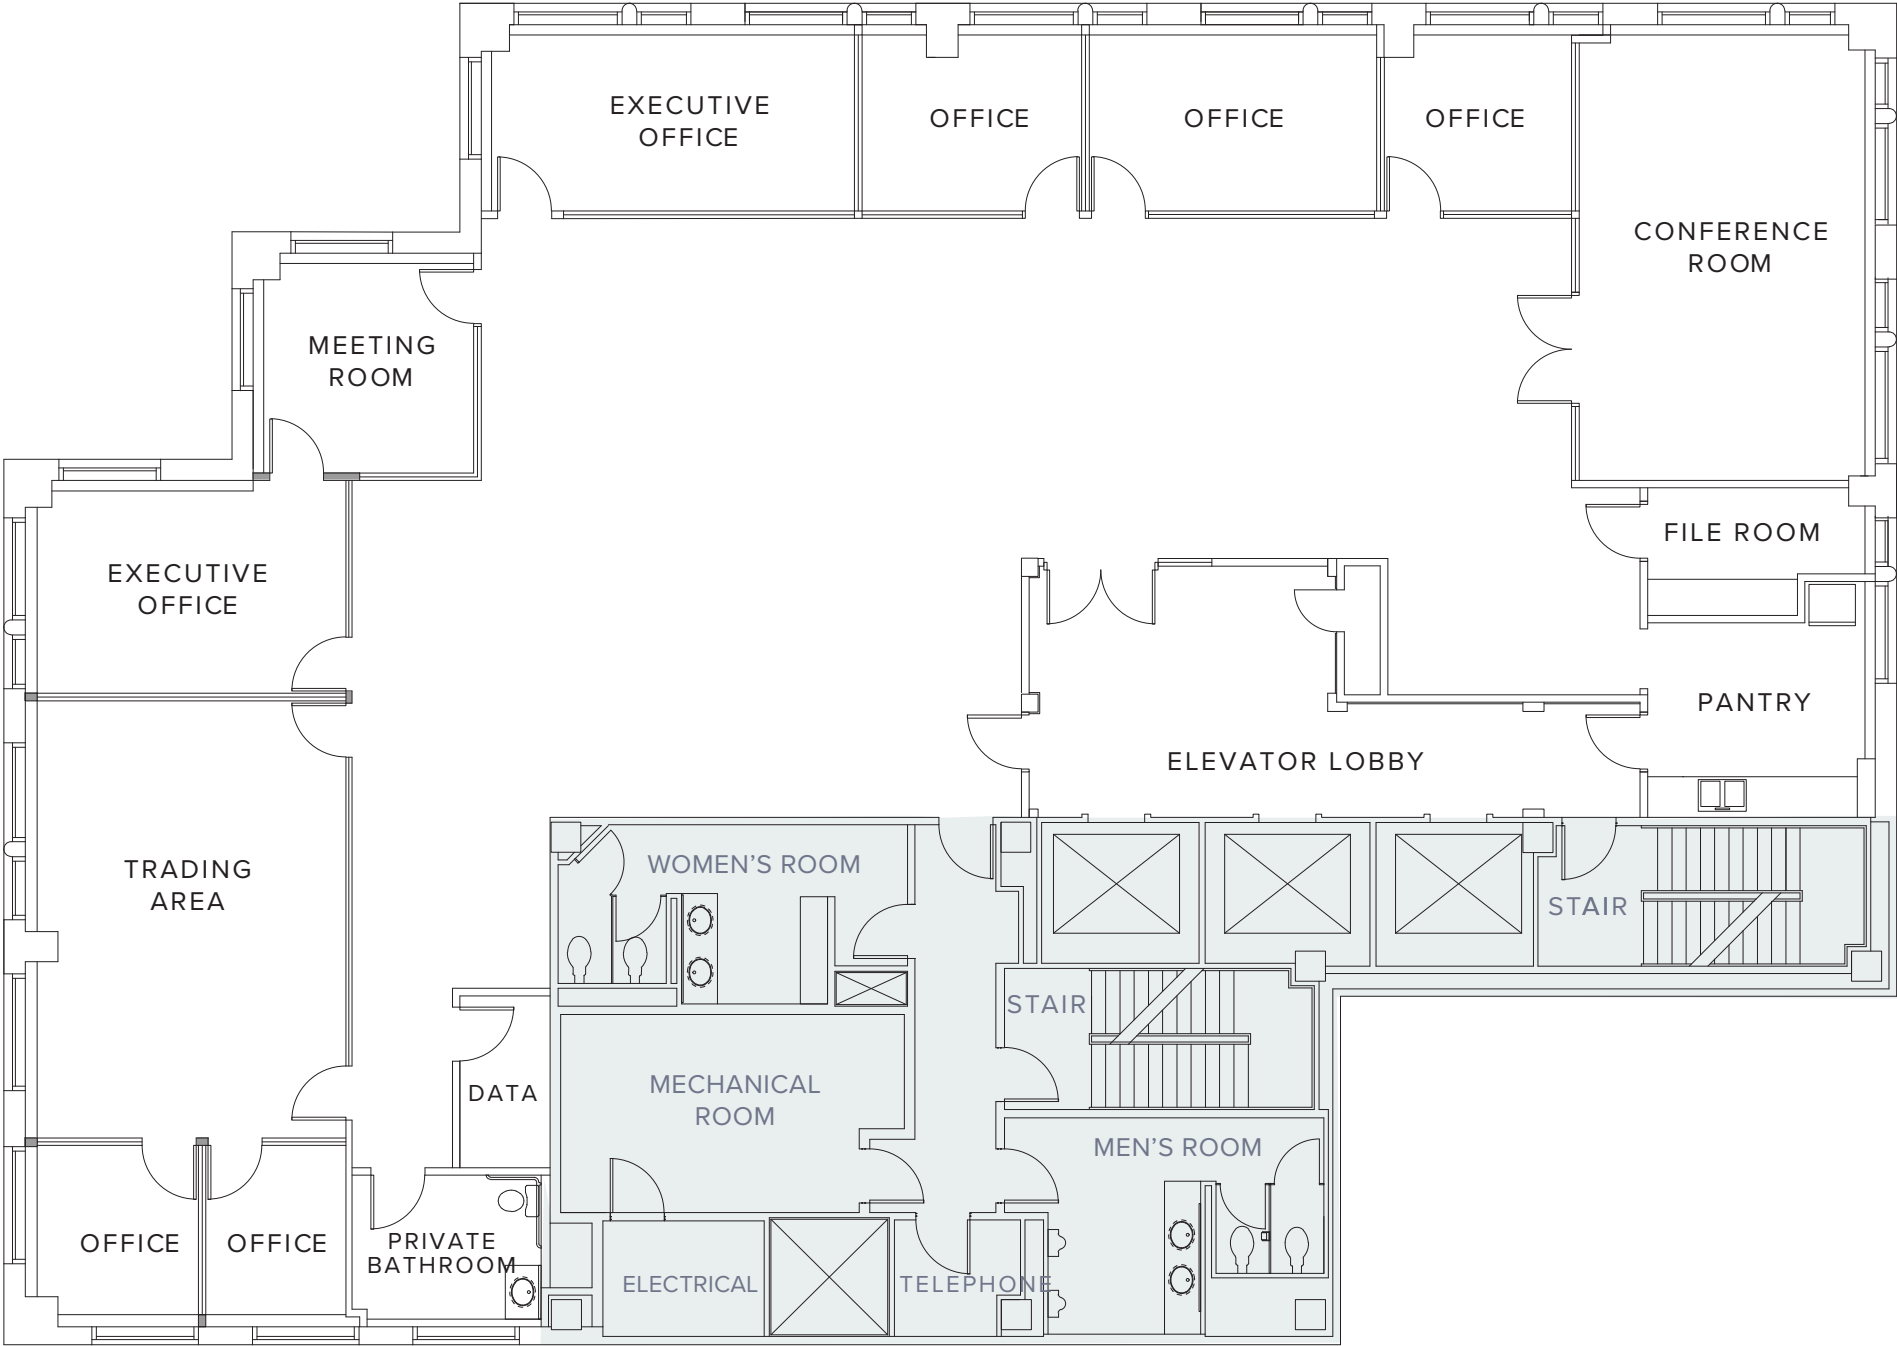 EXECUTIVE
OFFICE
OFFICE
OFFICE
OFFICE
CONFERENCE
ROOM
MEETING
ROOM
FILE ROOM
EXECUTIVE
OFFICE
PANTRY
ELEVATOR LOBBY
TRADING
AREA
WOMEN’S ROOM
STAIR
STAIR
DATA
MECHANICAL
ROOM
MEN’S ROOM
OFFICE
OFFICE
PRIVATE
BATHROOM
ELECTRICAL
TELEPHONE